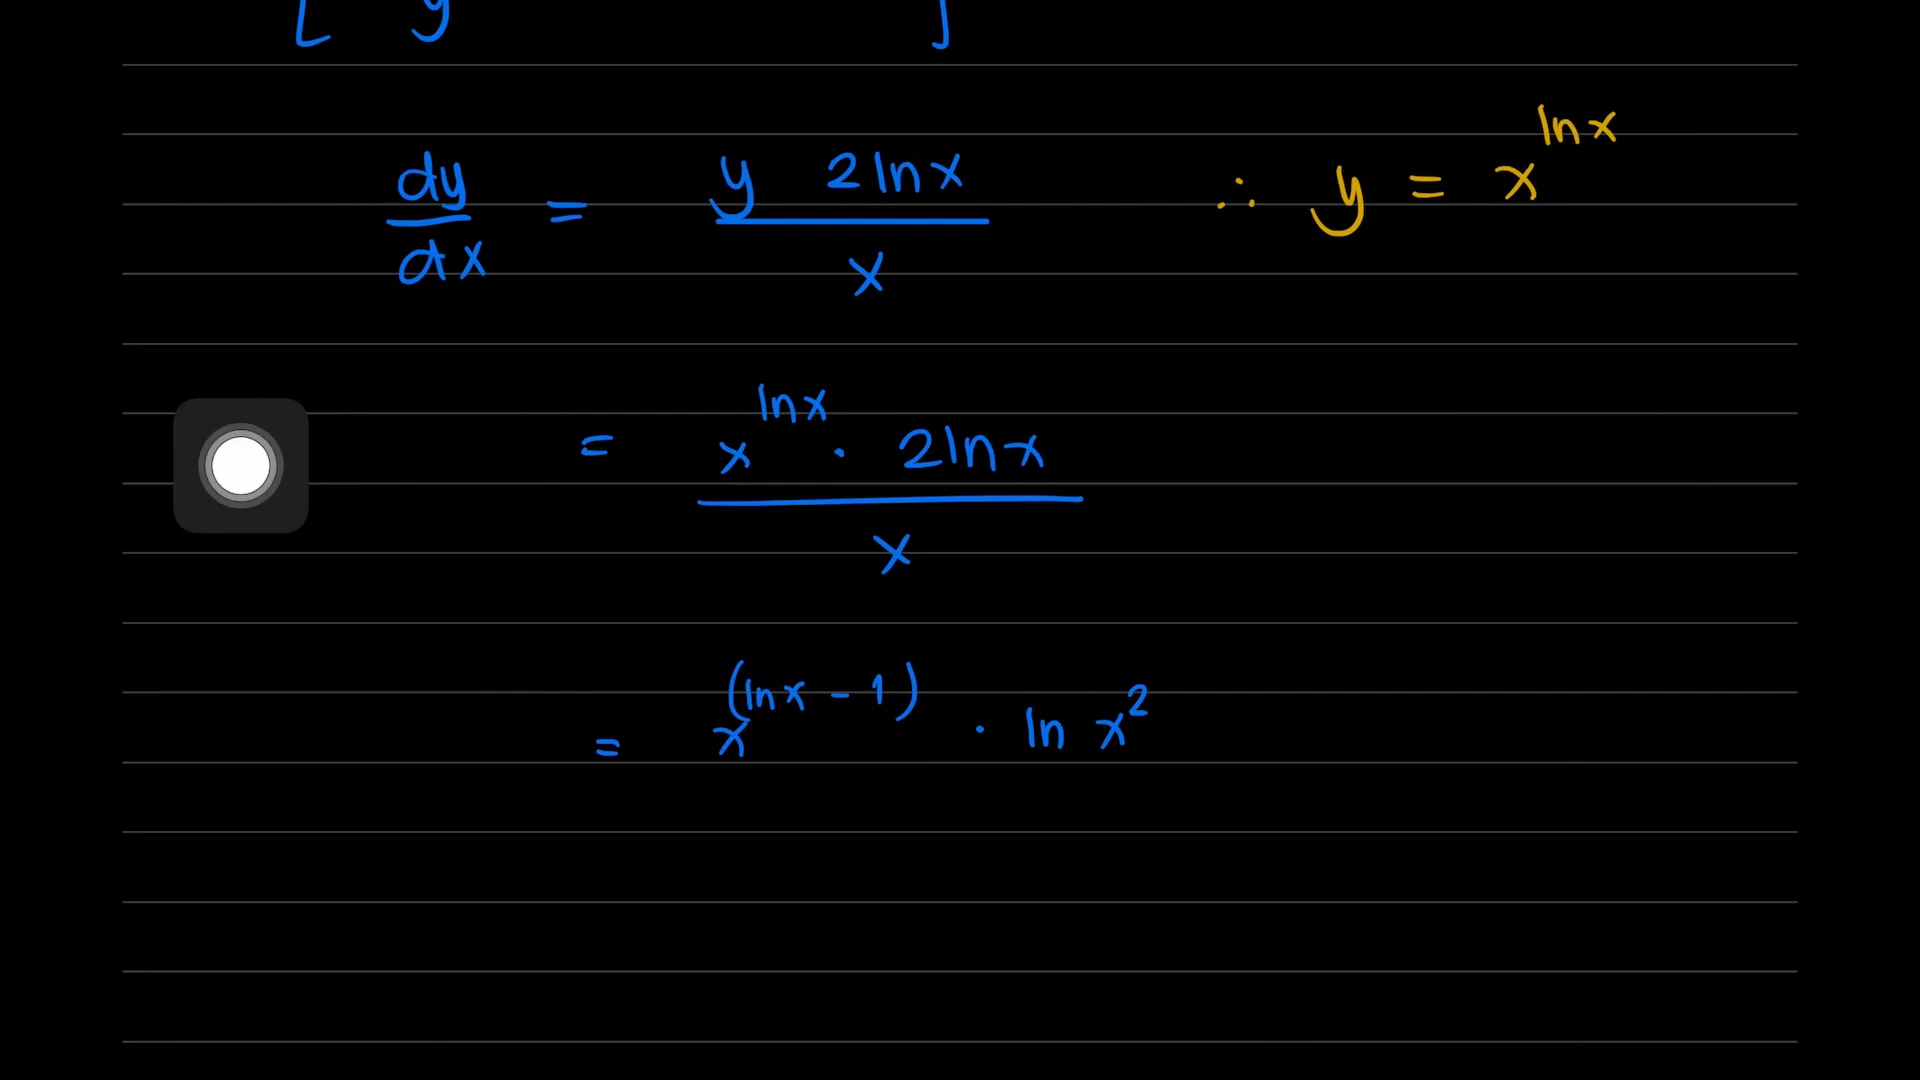 [ y ]
dy/dx = y 2lnx / x ∴ y = x^lnx
= x^lnx · 2lnx / x
= x^(lnx - 1) · ln x^2